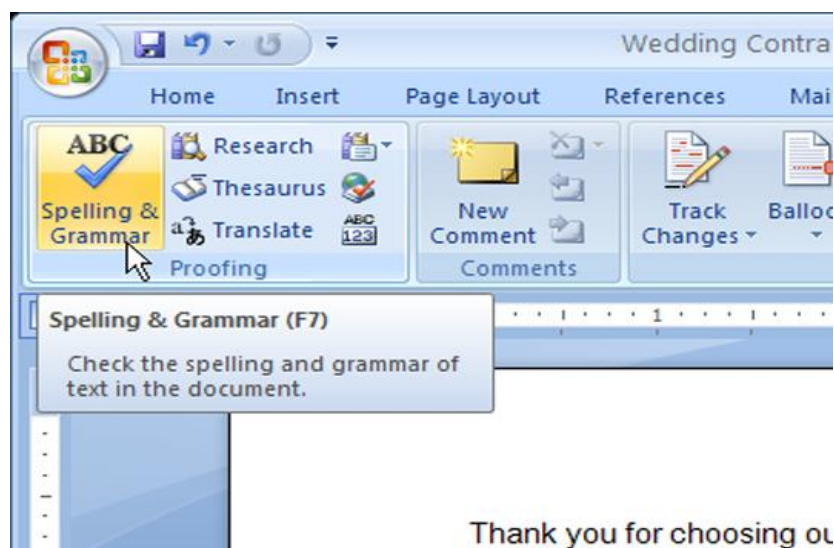 Wedding Contra
Home Insert Page Layout References Mai
ABC
Spelling & Grammar
Research
Thesaurus
Translate
ABC
123
Proofing
New Comment
Comments
Track Changes
Balloo
Spelling & Grammar (F7)
Check the spelling and grammar of
text in the document.
1
Thank you for choosing ou